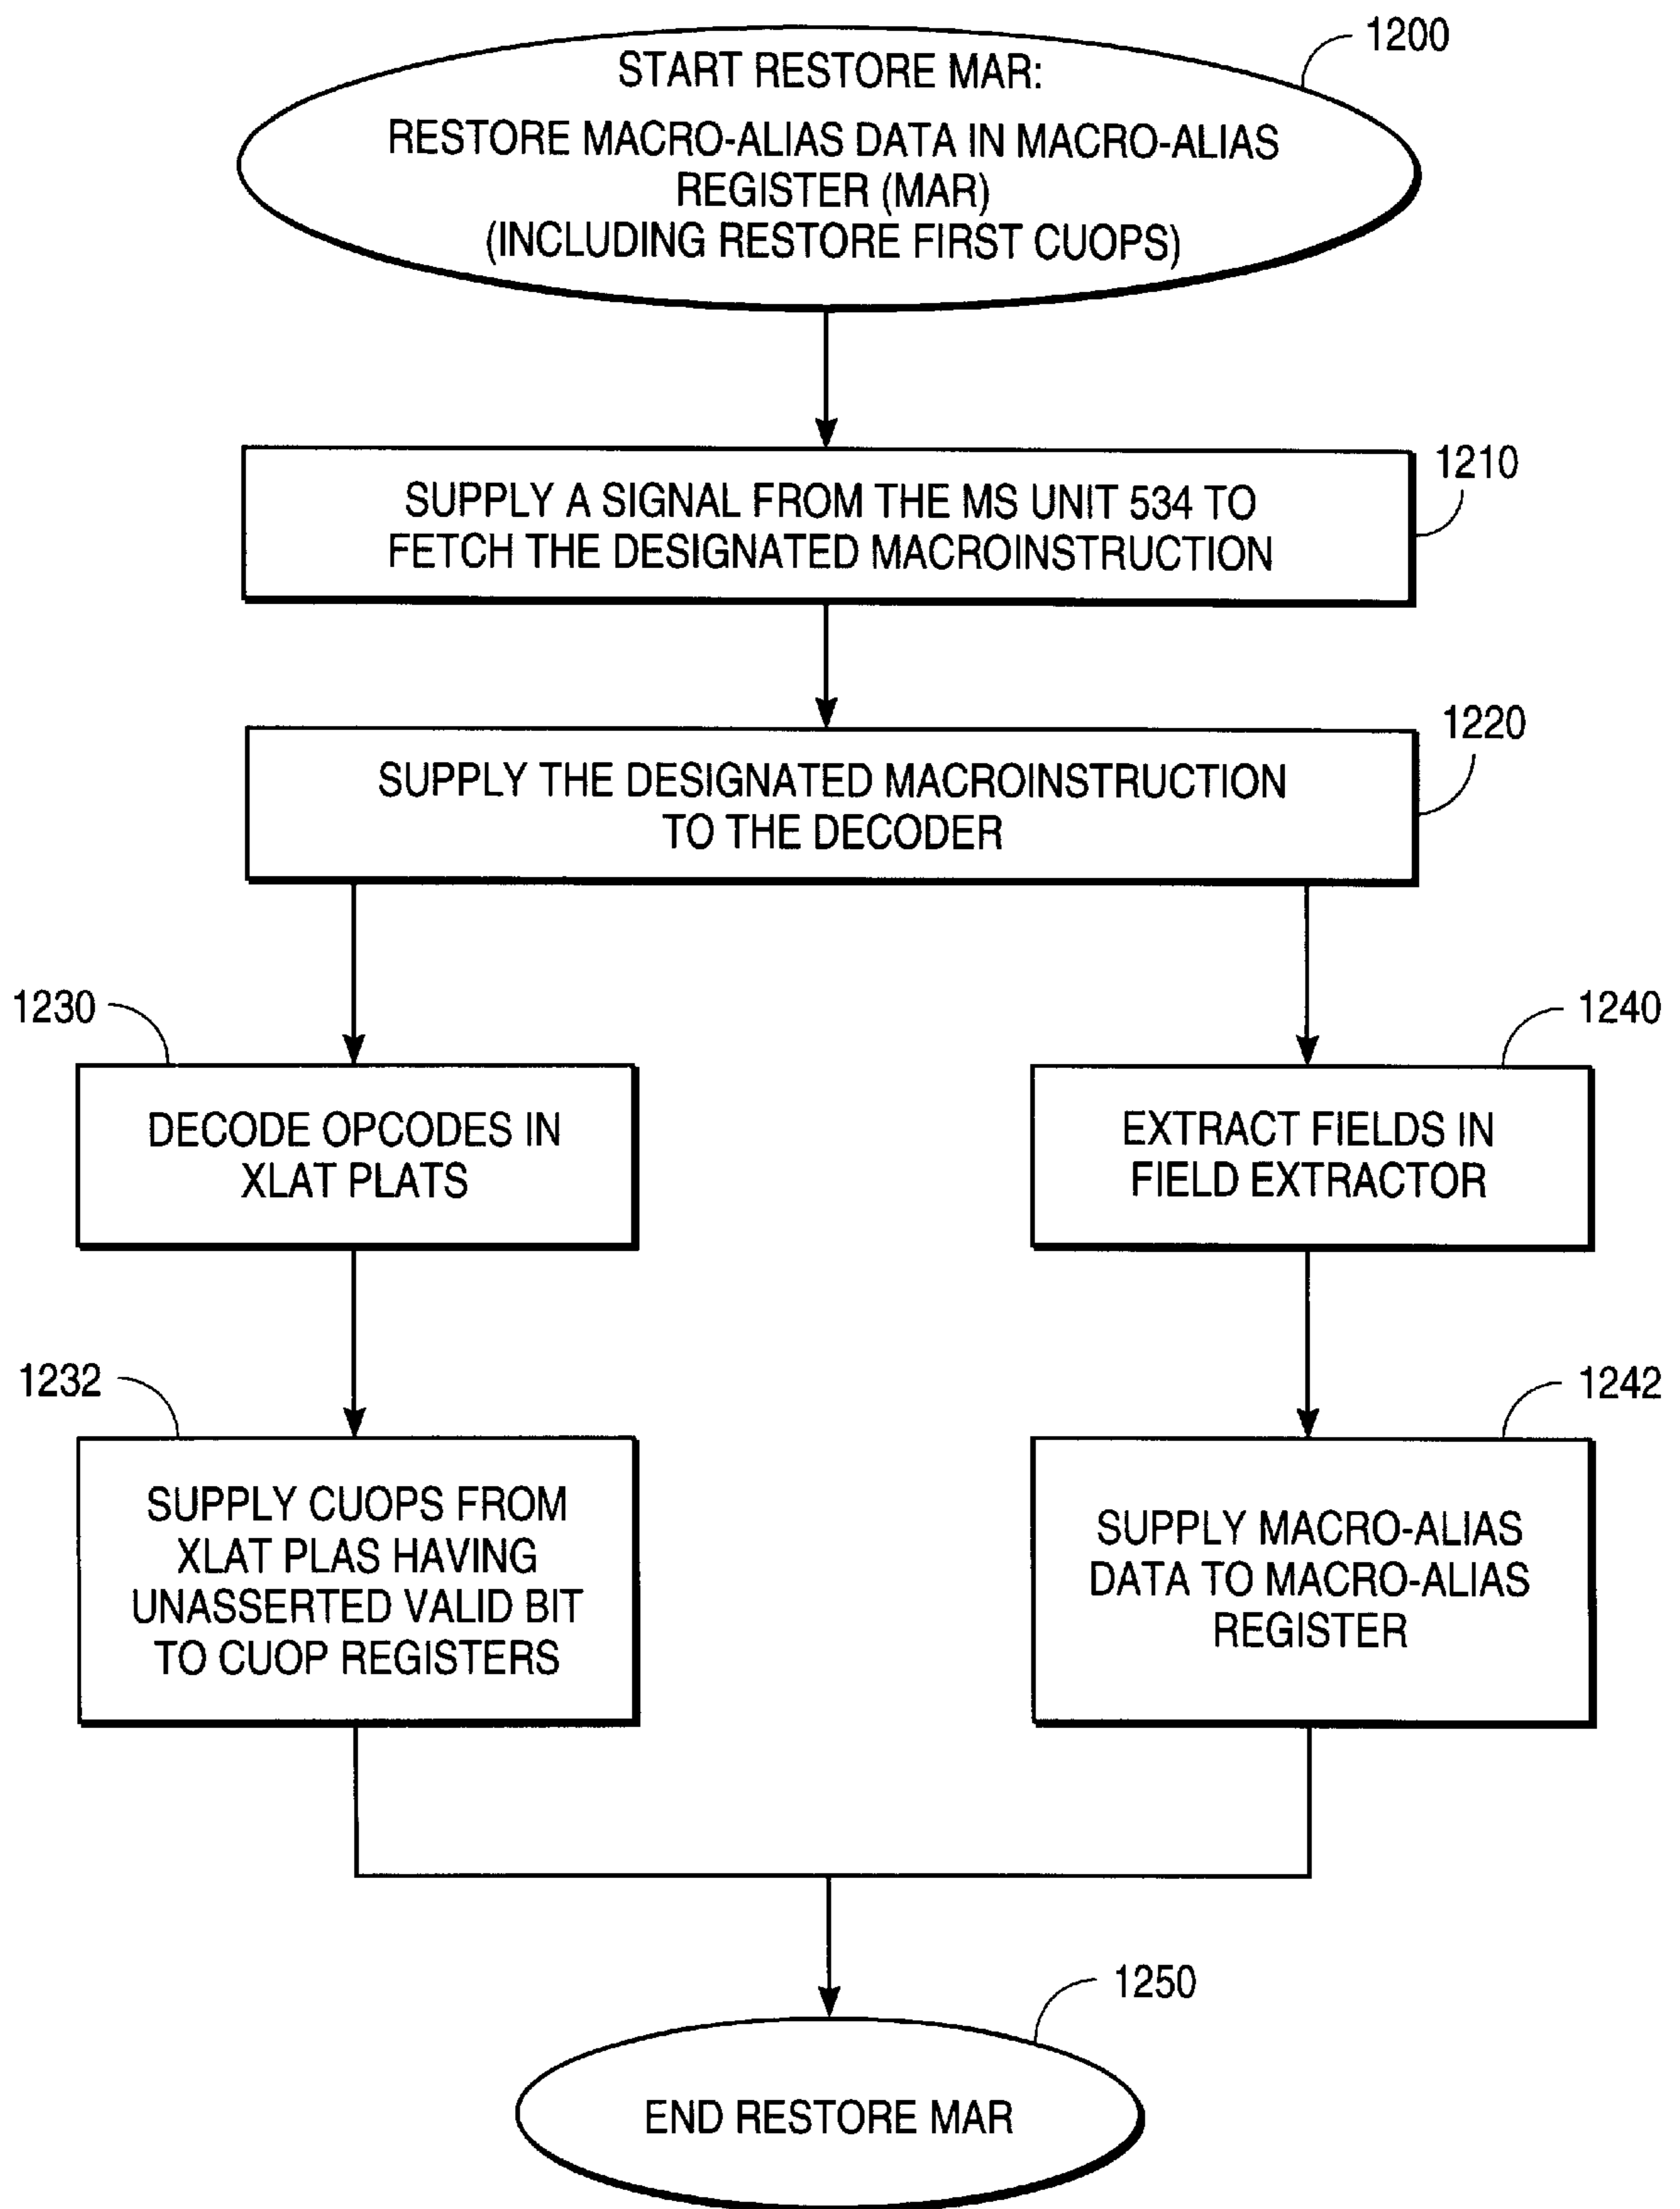 1200
START RESTORE MAR:
RESTORE MACRO-ALIAS DATA IN MACRO-ALIAS
REGISTER (MAR)
(INCLUDING RESTORE FIRST CUOPS)
1210
SUPPLY A SIGNAL FROM THE MS UNIT 534 TO
FETCH THE DESIGNATED MACROINSTRUCTION
1220
SUPPLY THE DESIGNATED MACROINSTRUCTION
TO THE DECODER
1230
DECODE OPCODES IN
XLAT PLATS
1240
EXTRACT FIELDS IN
FIELD EXTRACTOR
1232
SUPPLY CUOPS FROM
XLAT PLAS HAVING
UNASSERTED VALID BIT
TO CUOP REGISTERS
1242
SUPPLY MACRO-ALIAS
DATA TO MACRO-ALIAS
REGISTER
1250
END RESTORE MAR